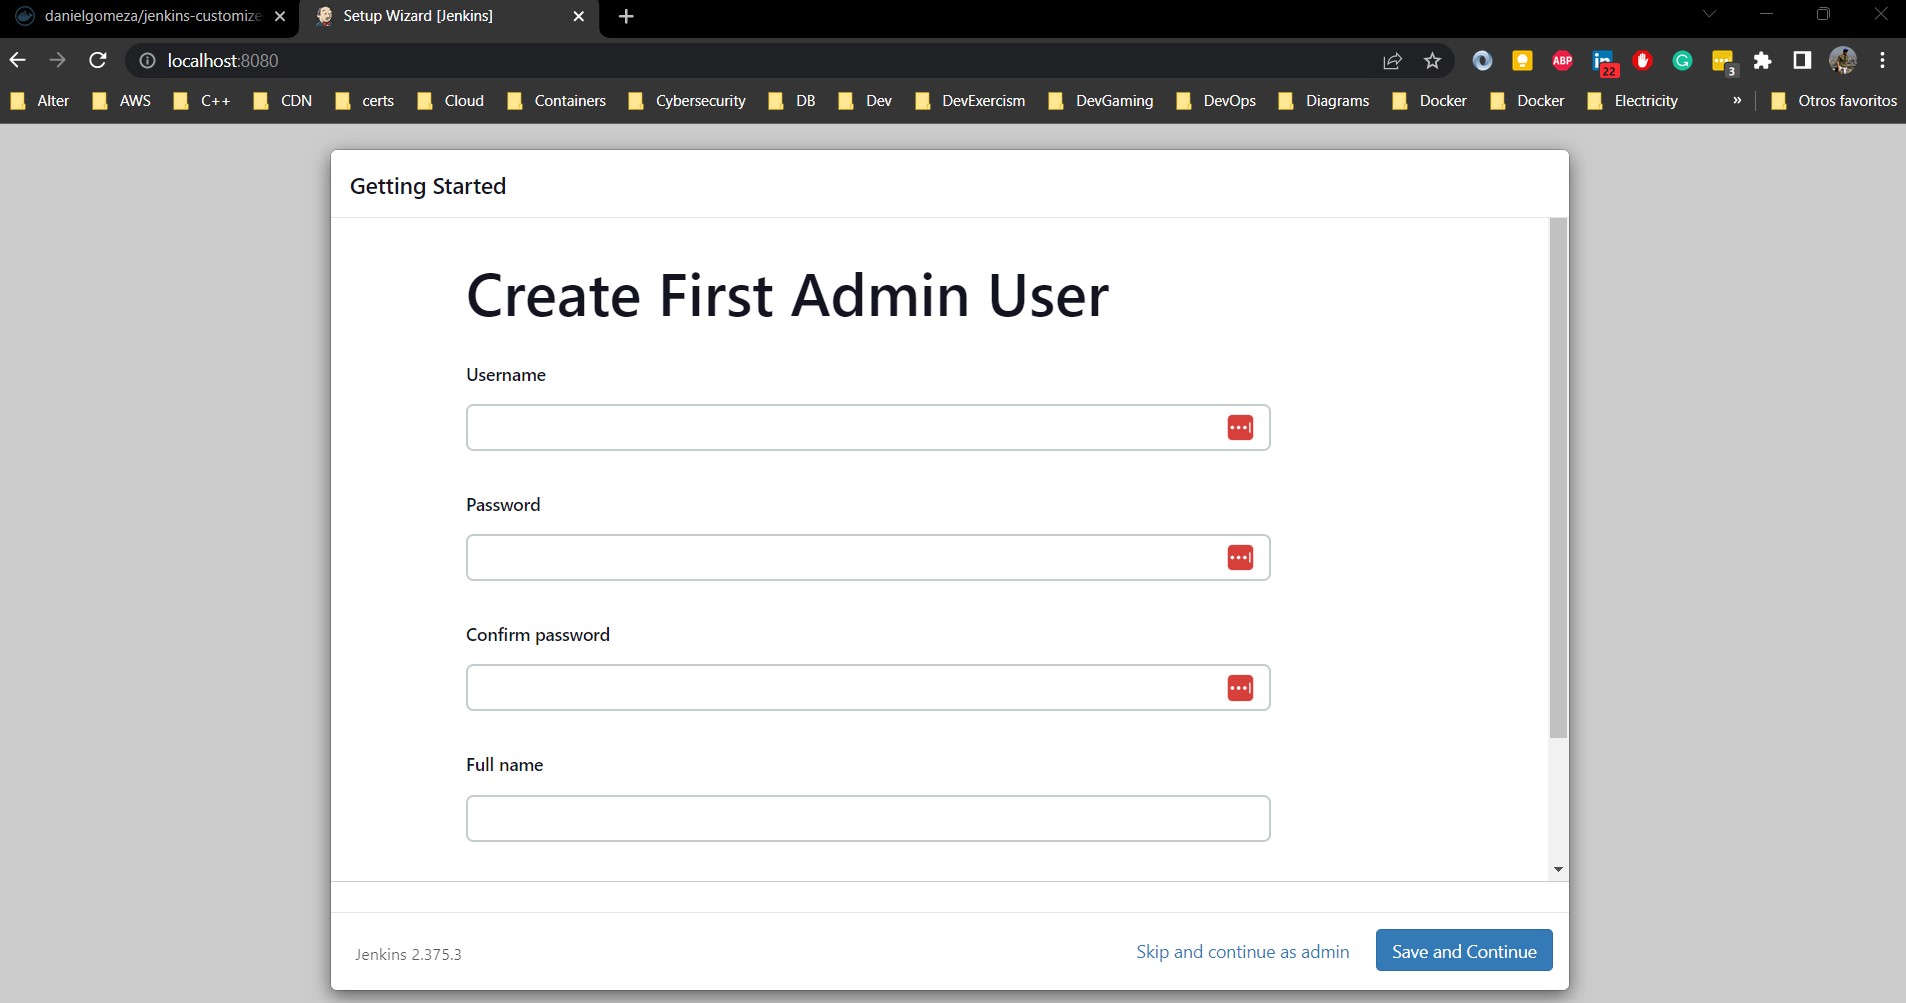 danielgomeza/jenkins-customize
Setup Wizard [Jenkins]
localhost:8080
ABP
in
22
G
3
Alter
AWS
C++
CDN
certs
Cloud
Containers
Cybersecurity
DB
Dev
DevExercism
DevGaming
DevOps
Diagrams
Docker
Docker
Electricity
»
Otros favoritos
Getting Started
Create First Admin User
Username
Password
Confirm password
Full name
Jenkins 2.375.3
Skip and continue as admin
Save and Continue